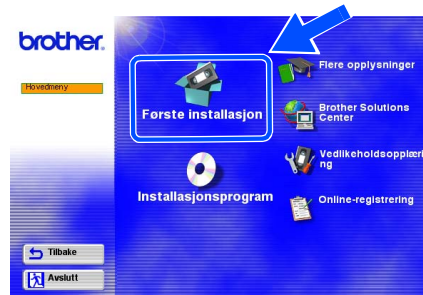 brother.
Hovedmeny
Første installasjon
Installasjonsprogram
Flere opplysninger
Brother Solutions
Center
Vedlikeholdsopplæri
ng
Online-registrering
Tilbake
Avslutt